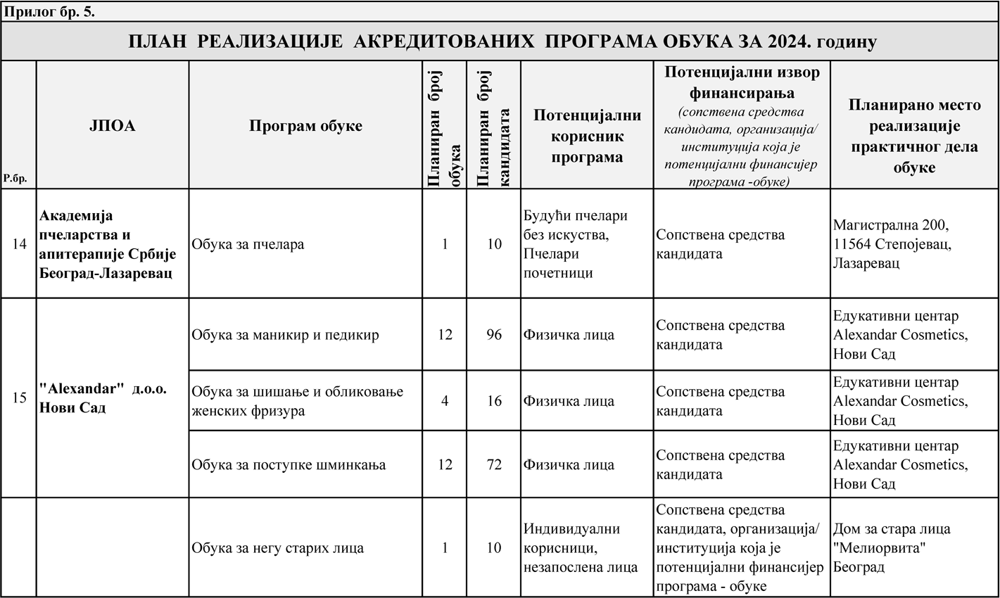 Прилог бр. 5.
ПЛАН РЕАЛИЗАЦИЈЕ АКРЕДИТОВАНИХ ПРОГРАМА ОБУКА ЗА 2024. годину
Р.бр.
ЈПОА
Програм обуке
Планиран број
обука
Планиран број
кандидата
Потенцијални
корисник
програма
Потенцијални извор
финансирања
(сопствена средства
кандидата, организација/
институција која је
потенцијални финансијер
програма -обуке)
Планирано место
реализације
практичног дела
обуке
14
Академија
пчеларства и
апитерапије Србије
Београд-Лазаревац
Обука за пчелара
1
10
Будући пчелари
без искуства,
Пчелари
почетници
Сопствена средства
кандидата
Магистрална 200,
11564 Степојевац,
Лазаревац
15
"Alexandar" д.о.о.
Нови Сад
Обука за маникир и педикир
12
96
Физичка лица
Сопствена средства
кандидата
Едукативни центар
Alexandar Cosmetics,
Нови Сад
Обука за шишање и обликовање
женских фризура
4
16
Физичка лица
Сопствена средства
кандидата
Едукативни центар
Alexandar Cosmetics,
Нови Сад
Обука за поступке шминкања
12
72
Физичка лица
Сопствена средства
кандидата
Едукативни центар
Alexandar Cosmetics,
Нови Сад
Обука за негу старих лица
1
10
Индивидуални
корисници,
незапослена лица
Сопствена средства
кандидата, организација/
институција која је
потенцијални финансијер
програма - обуке
Дом за стара лица
"Мелиорвита"
Београд